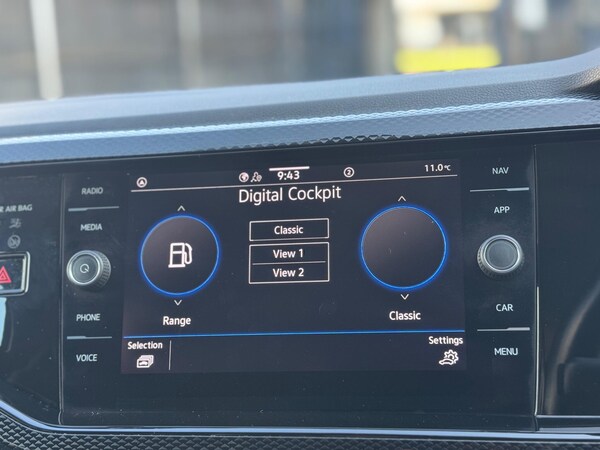 R AIR BAG
RADIO
MEDIA
PHONE
VOICE
9:43
2
11.0°C
Digital Cockpit
Classic
View 1
View 2
Range
Classic
Selection
Settings
NAV
APP
CAR
MENU